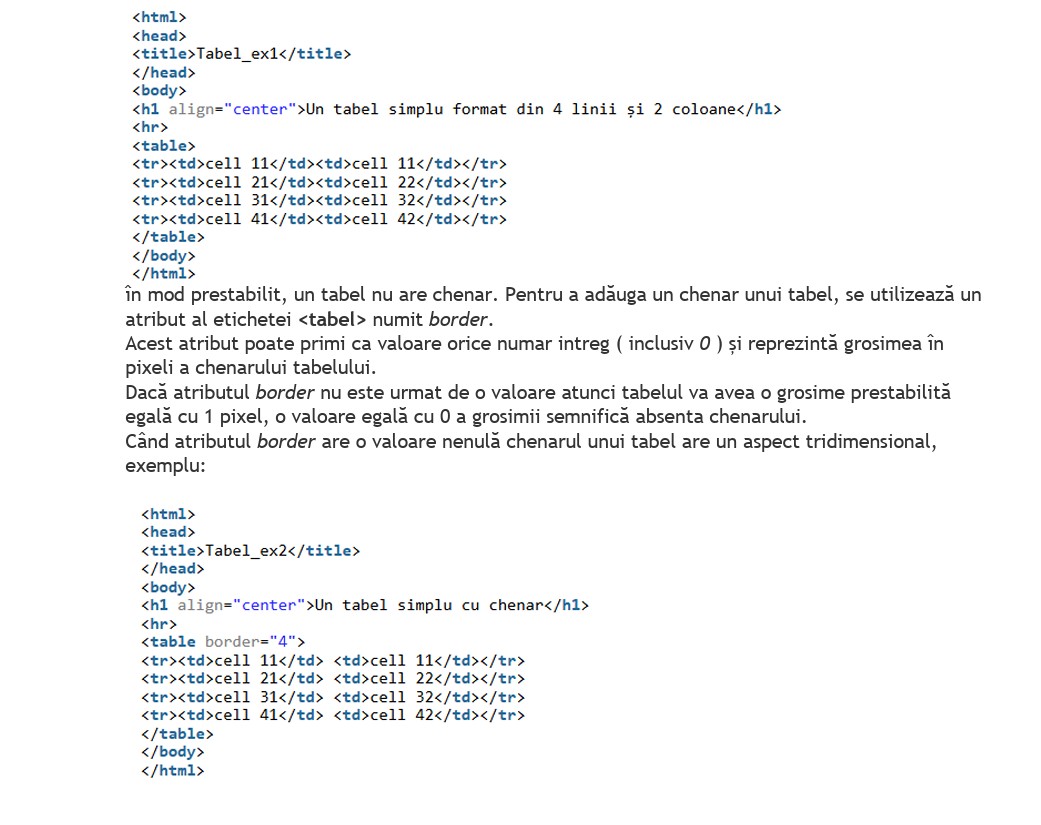 <html>
<head>
<title>Tabel_ex1</title>
</head>
<body>
<h1 align="center">Un tabel simplu format din 4 linii și 2 coloane</h1>
<hr>
<table>
<tr><td>cell 11</td><td>cell 11</td></tr>
<tr><td>cell 21</td><td>cell 22</td></tr>
<tr><td>cell 31</td><td>cell 32</td></tr>
<tr><td>cell 41</td><td>cell 42</td></tr>
</table>
</body>
</html>
în mod prestabilit, un tabel nu are chenar. Pentru a adăuga un chenar unui tabel, se utilizează un
atribut al etichetei <tabel> numit border.
Acest atribut poate primi ca valoare orice numar intreg ( inclusiv 0 ) și reprezintă grosimea în
pixeli a chenarului tabelului.
Dacă atributul border nu este urmat de o valoare atunci tabelul va avea o grosime prestabilită
egală cu 1 pixel, o valoare egală cu 0 a grosimii semnifică absenta chenarului.
Când atributul border are o valoare nenulă chenarul unui tabel are un aspect tridimensional,
exemplu:
<html>
<head>
<title>Tabel_ex2</title>
</head>
<body>
<h1 align="center">Un tabel simplu cu chenar</h1>
<hr>
<table border="4">
<tr><td>cell 11</td> <td>cell 11</td></tr>
<tr><td>cell 21</td> <td>cell 22</td></tr>
<tr><td>cell 31</td> <td>cell 32</td></tr>
<tr><td>cell 41</td> <td>cell 42</td></tr>
</table>
</body>
</html>